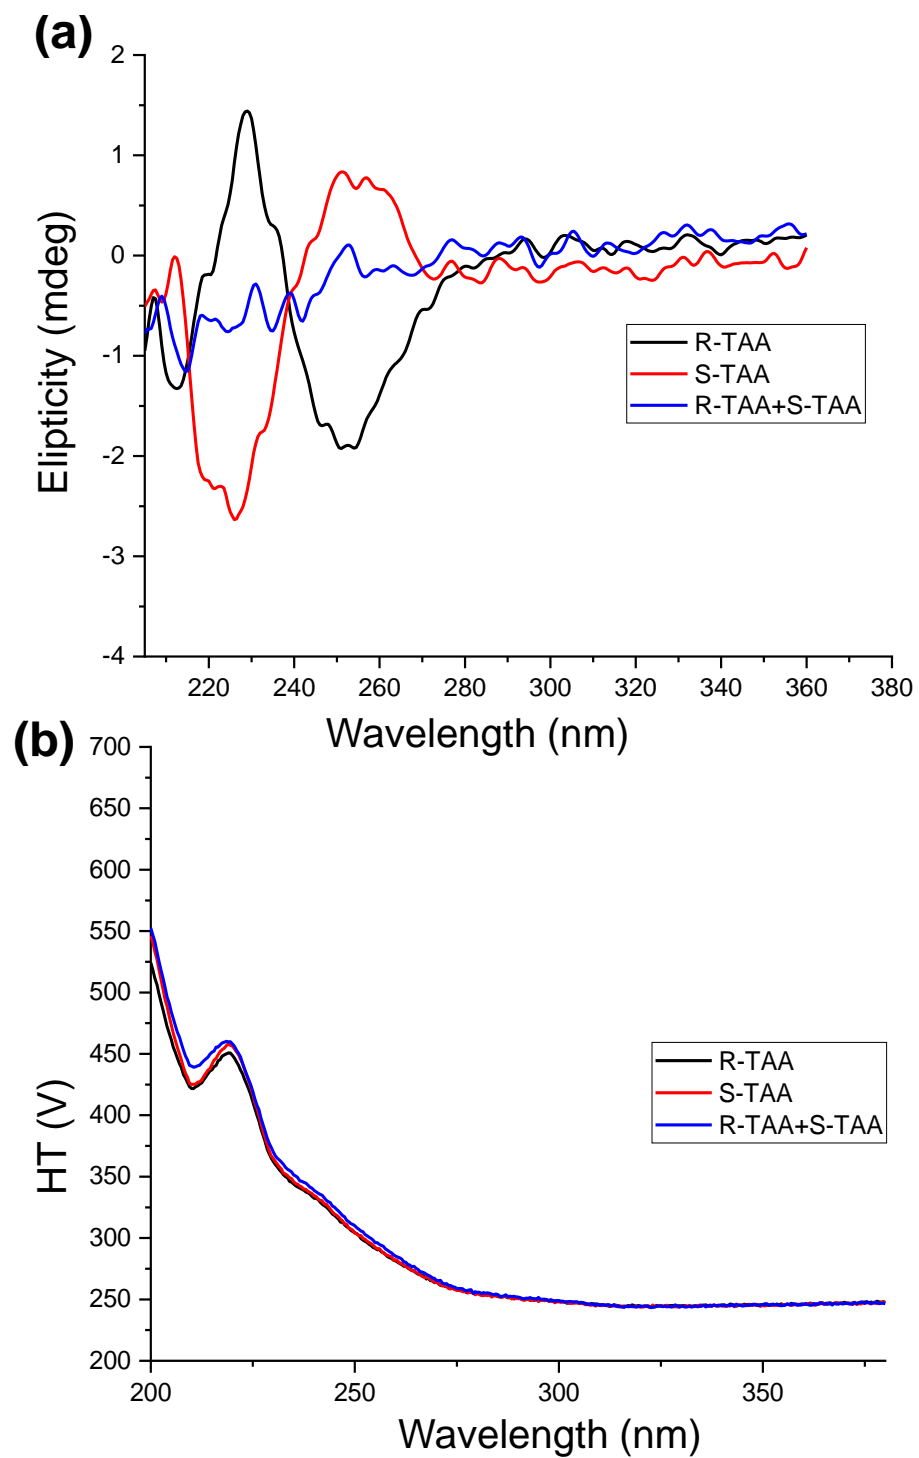 (a)
2
1
0
-1
-2
-3
-4
Elipticity (mdeg)
R-TAA
S-TAA
R-TAA+S-TAA
220 240 260 280 300 320 340 360 380
Wavelength (nm)
(b)
700
650
600
550
500
450
400
350
300
250
200
HT (V)
R-TAA
S-TAA
R-TAA+S-TAA
200 250 300 350
Wavelength (nm)